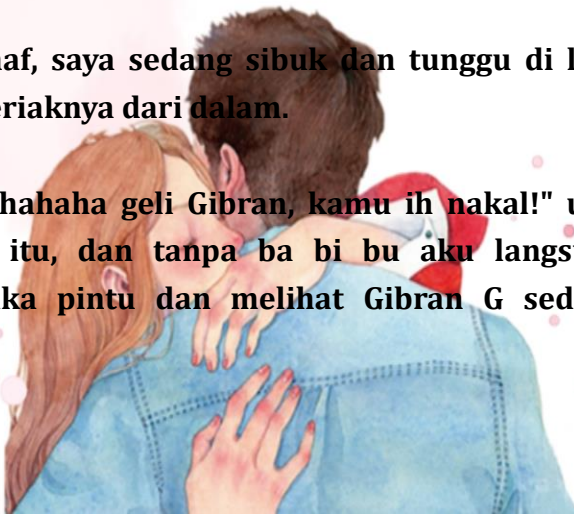 af, saya sedang sibuk dan tunggu di l
eriaknya dari dalam.
hahaha geli Gibran, kamu ih nakal!" u
itu, dan tanpa ba bi bu aku langs
ka pintu dan melihat Gibran G sed